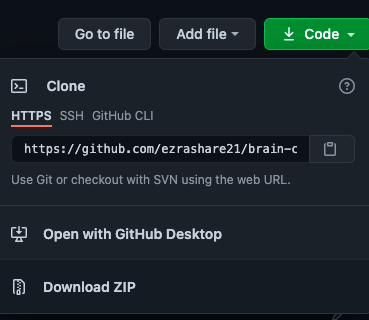 Go to file Add file Code
Clone
HTTPS SSH GitHub CLI
https://github.com/ezrashare21/brain-c
Use Git or checkout with SVN using the web URL.
Open with GitHub Desktop
Download ZIP